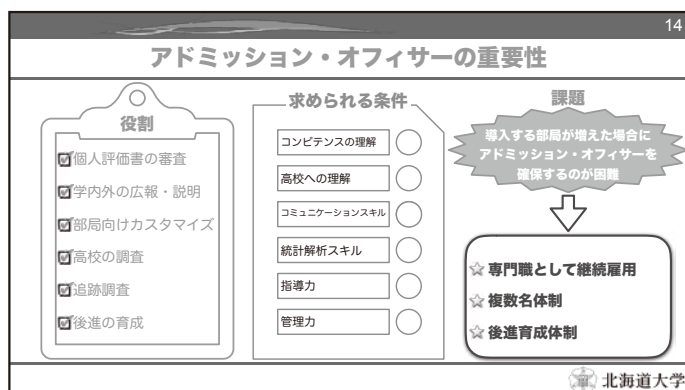 14
アドミッション・オフィサーの重要性
役割
個人評価書の審査
学内外の広報・説明
部局向けカスタマイズ
高校の調査
追跡調査
後進の育成
求められる条件
コンピテンスの理解
高校への理解
コミュニケーションスキル
統計解析スキル
指導力
管理力
課題
導入する部局が増えた場合に
アドミッション・オフィサーを
確保するのが困難
専門職として継続雇用
複数名体制
後進育成体制
北海道大学